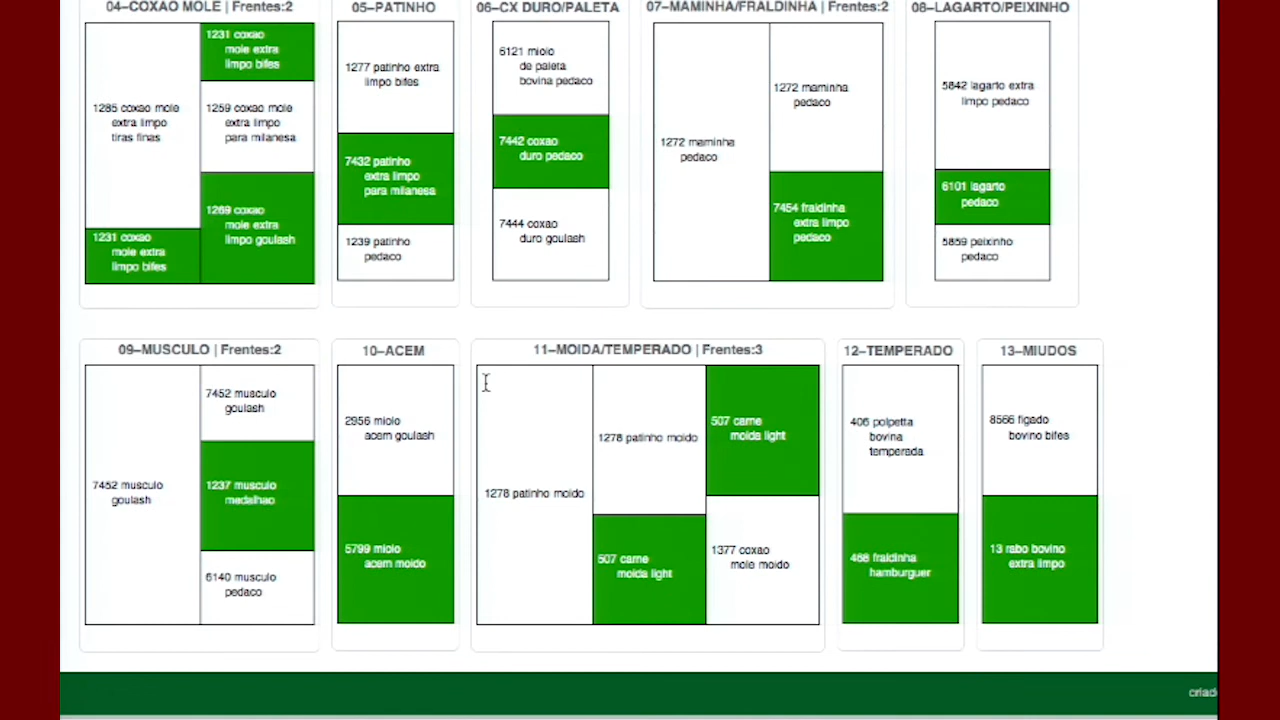 04–COXAO MOLE | Frentes:2
1285 coxao mole
extra limpo
tiras finas
1231 coxao
mole extra
limpo bifes
1231 coxao
mole extra
limpo bifes
1259 coxao mole
extra limpo
para milanesa
1269 coxao
mole extra
limpo goulash
05–PATINHO
1277 patinho extra
limpo bifes
7432 patinho
extra limpo
para milanesa
1239 patinho
pedaco
06–CX DURO/PALETA
6121 miolo
de paleta
bovina pedaco
7442 coxao
duro pedaco
7444 coxao
duro goulash
07–MAMINHA/FRALDINHA | Frentes:2
1272 maminha
pedaco
1272 maminha
pedaco
7454 fraldinha
extra limpo
pedaco
08–LAGARTO/PEIXINHO
5842 lagarto extra
limpo pedaco
6101 lagarto
pedaco
5859 peixinho
pedaco
09–MUSCULO | Frentes:2
7452 musculo
goulash
7452 musculo
goulash
1237 musculo
medalhao
6140 musculo
pedaco
10–ACEM
2956 miolo
acem goulash
5799 miolo
acem moido
11–MOIDA/TEMPERADO | Frentes:3
1278 patinho moido
1278 patinho moido
507 carne
moida light
507 carne
moida light
1377 coxao
mole moido
12–TEMPERADO
406 polpetta
bovina
temperada
468 fraldinha
hamburguer
13–MIUDOS
8566 figado
bovino bifes
13 rabo bovino
extra limpo
criad